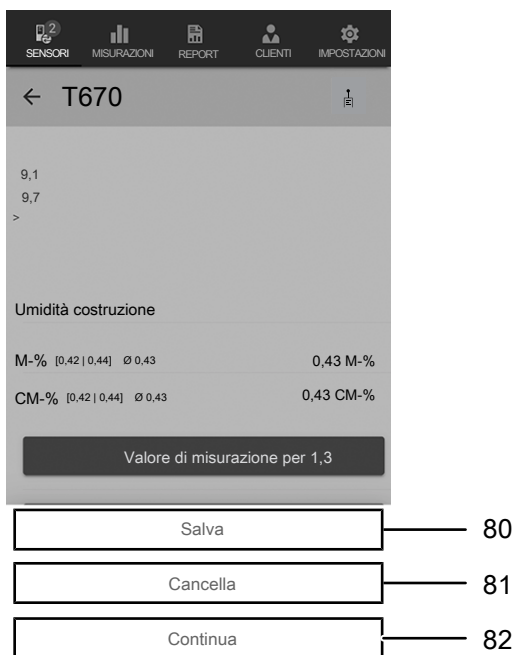 2
SENSORI MISURAZIONI REPORT CLIENTI IMPOSTAZIONI
← T670
9,1
9,7
>
Umidità costruzione
M-% [0,42 | 0,44] Ø 0,43 0,43 M-%
CM-% [0,42 | 0,44] Ø 0,43 0,43 CM-%
Valore di misurazione per 1,3
Salva 80
Cancella 81
Continua 82